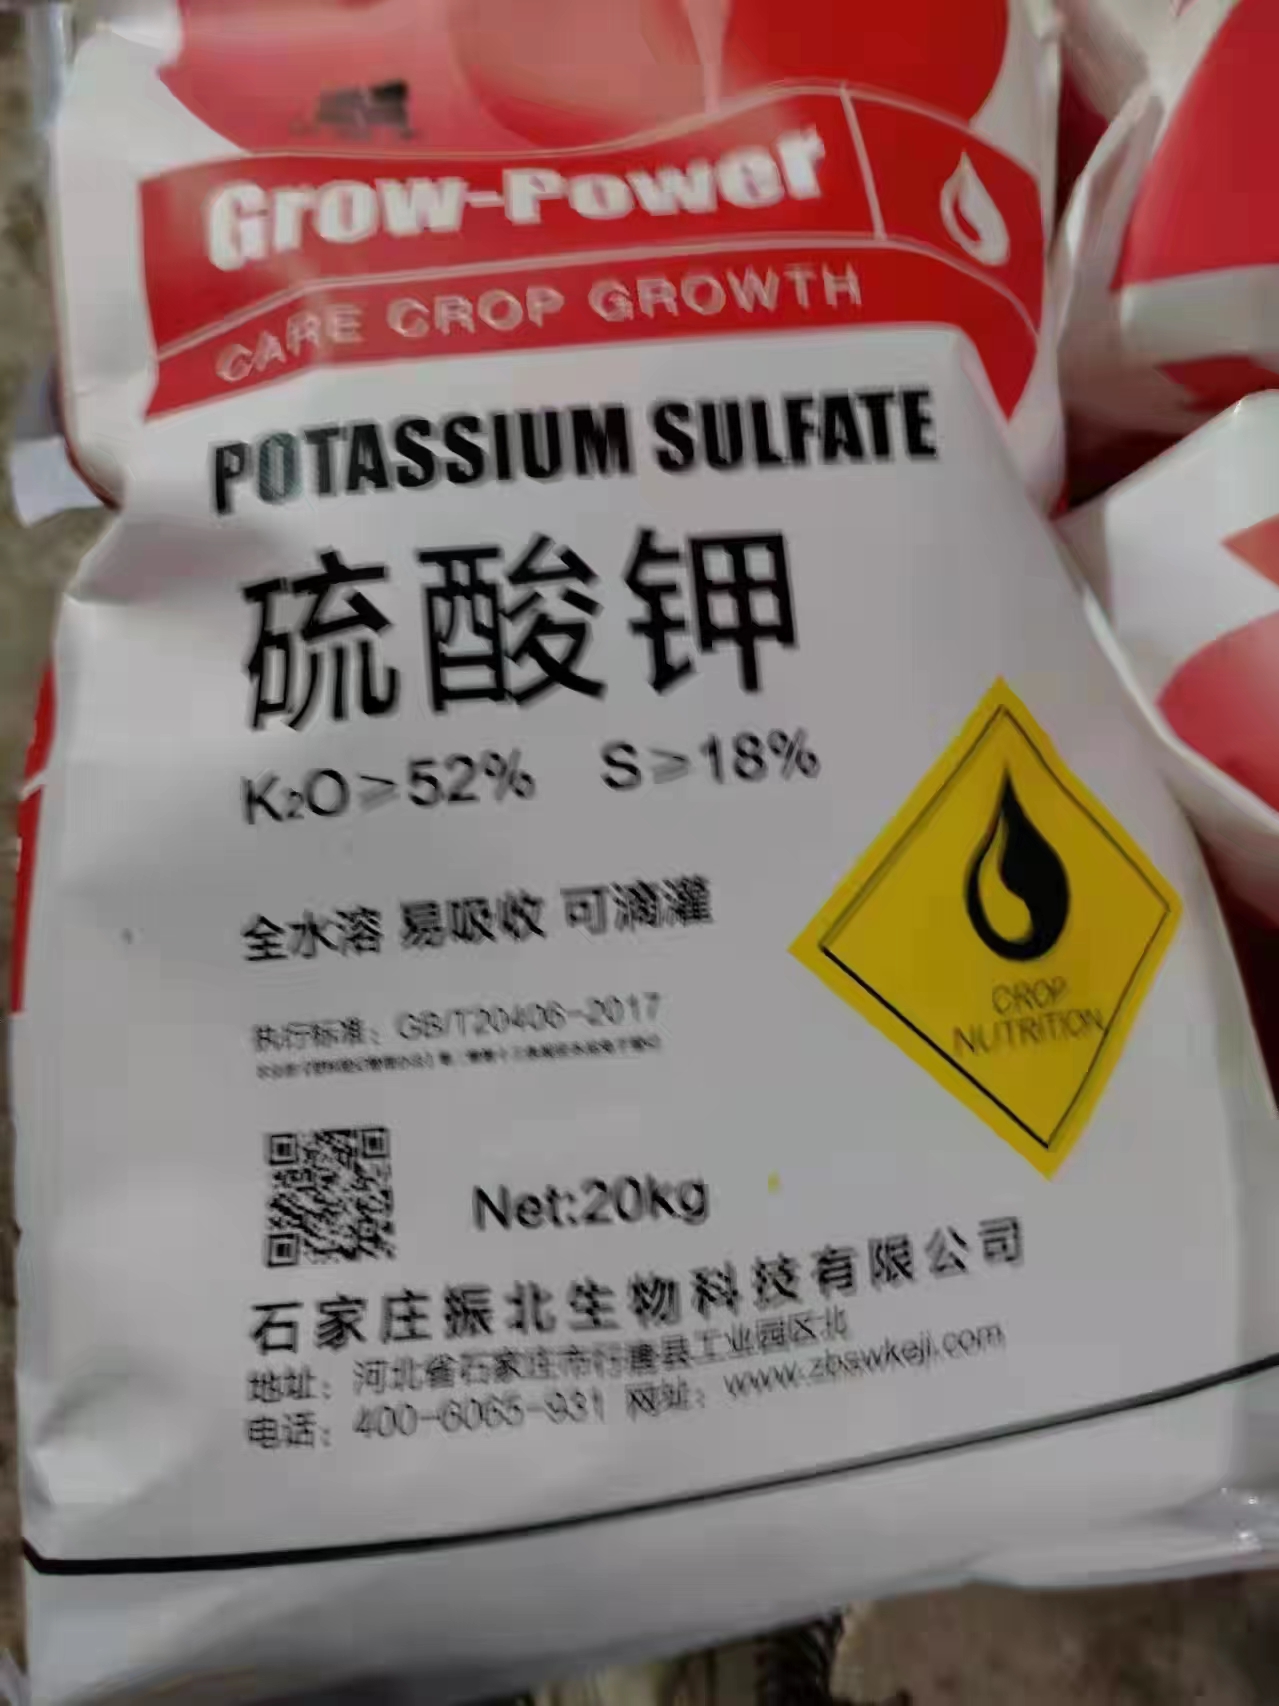 Grow-Power
CARE CROP GROWTH
POTASSIUM SULFATE
硫酸钾
K₂O≥52% S≥18%
全水溶 易吸收 可滴灌
CROP
NUTRITION
执行标准：GB/T20406-2017
Net:20kg
石家庄振北生物科技有限公司
地址：河北省石家庄市行唐县工业园区北
电话：400-6065-931 网址：www.zbswkeji.com